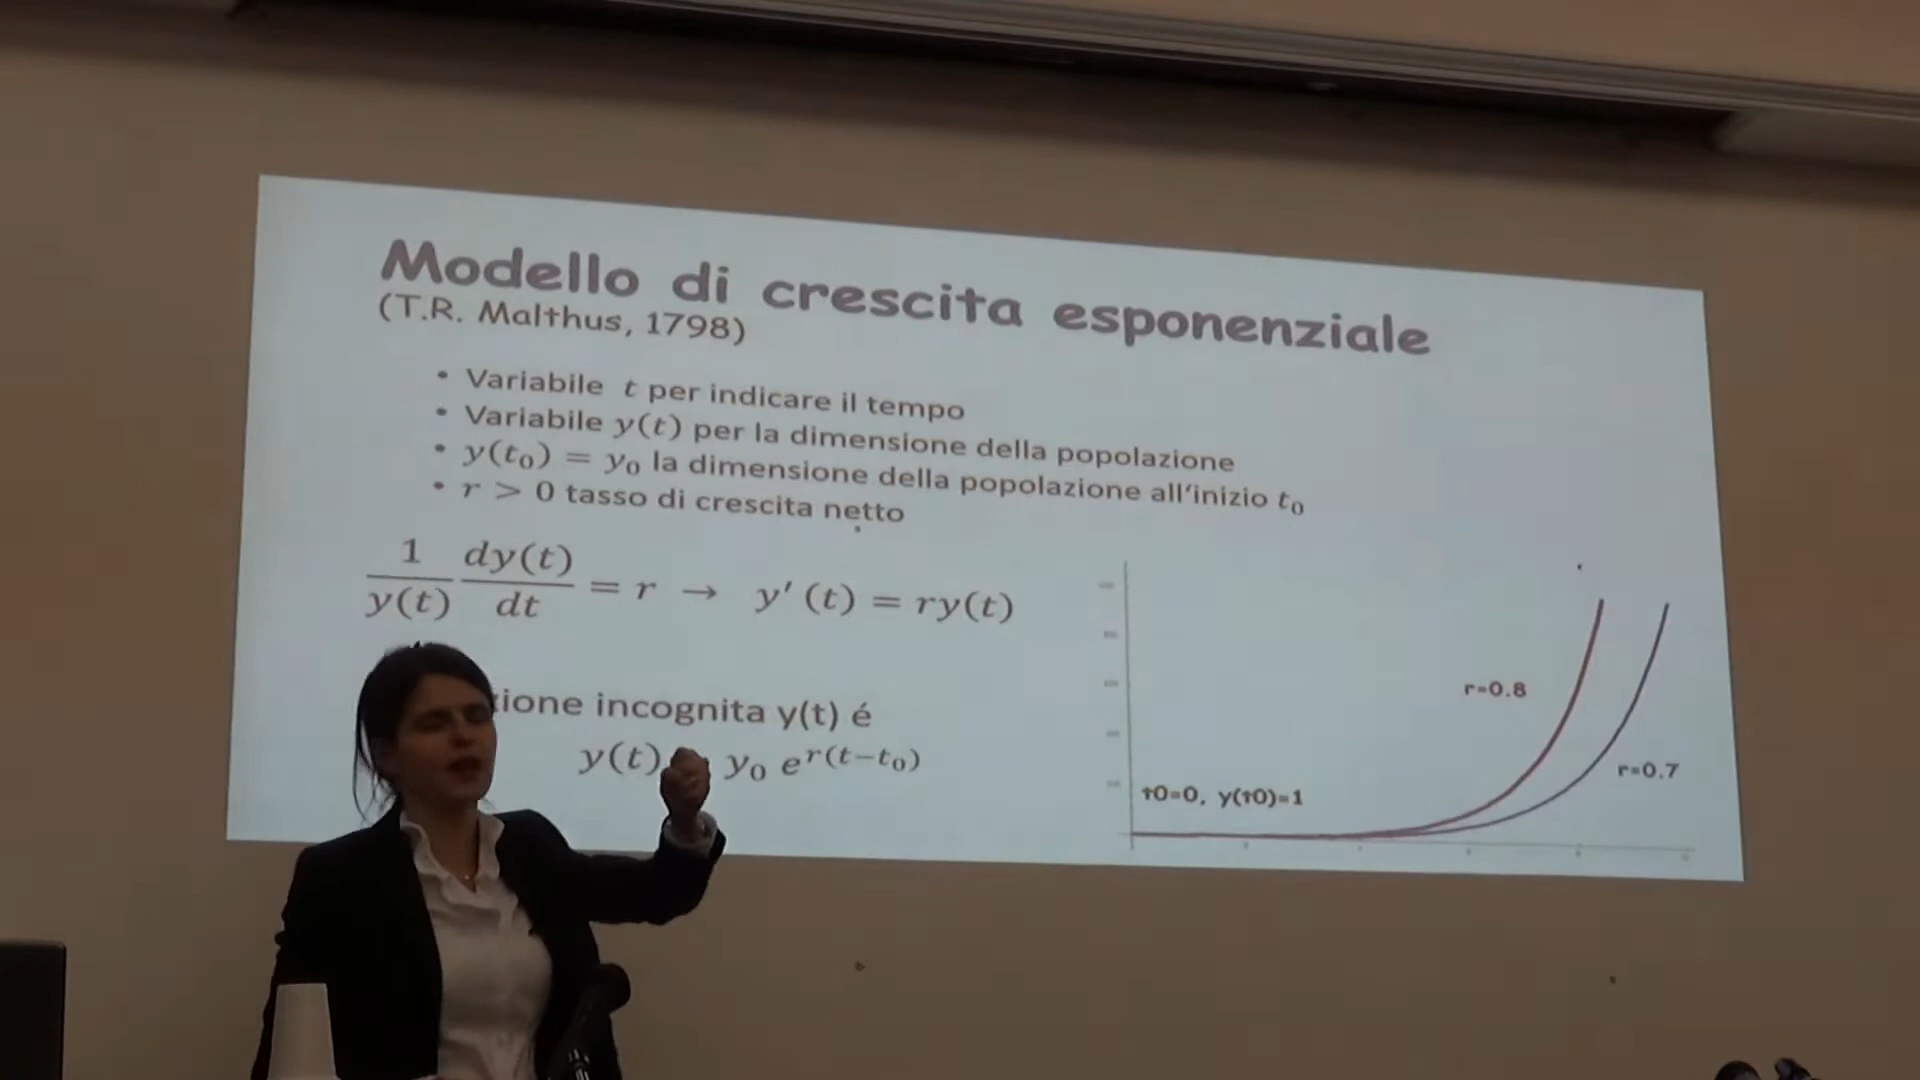 Modello di crescita esponenziale
(T.R. Malthus, 1798)
• Variabile t per indicare il tempo
• Variabile y(t) per la dimensione della popolazione
• y(t₀) = y₀ la dimensione della popolazione all'inizio t₀
• r > 0 tasso di crescita netto
1/y(t) dy(t)/dt = r → y′(t) = ry(t)
incognita y(t) é
y(t) y₀ e^r(t−t₀)
r=0.8
r=0.7
t0=0, y(t0)=1